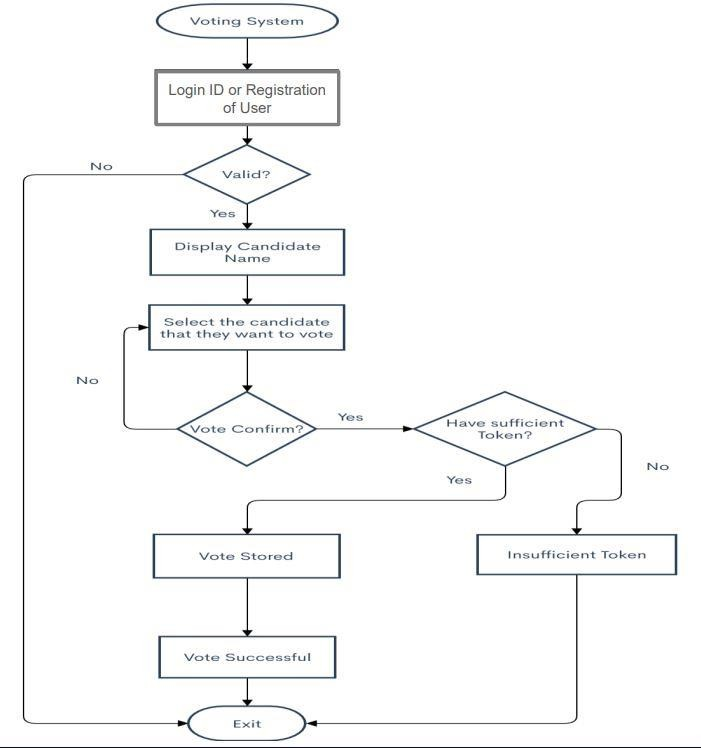 Voting System
Login ID or Registration
of User
No
Valid?
Yes
Display Candidate
Name
Select the candidate
that they want to vote
No
Vote Confirm?
Yes
Have sufficient
Token?
No
Yes
Vote Stored
Insufficient Token
Vote Successful
Exit